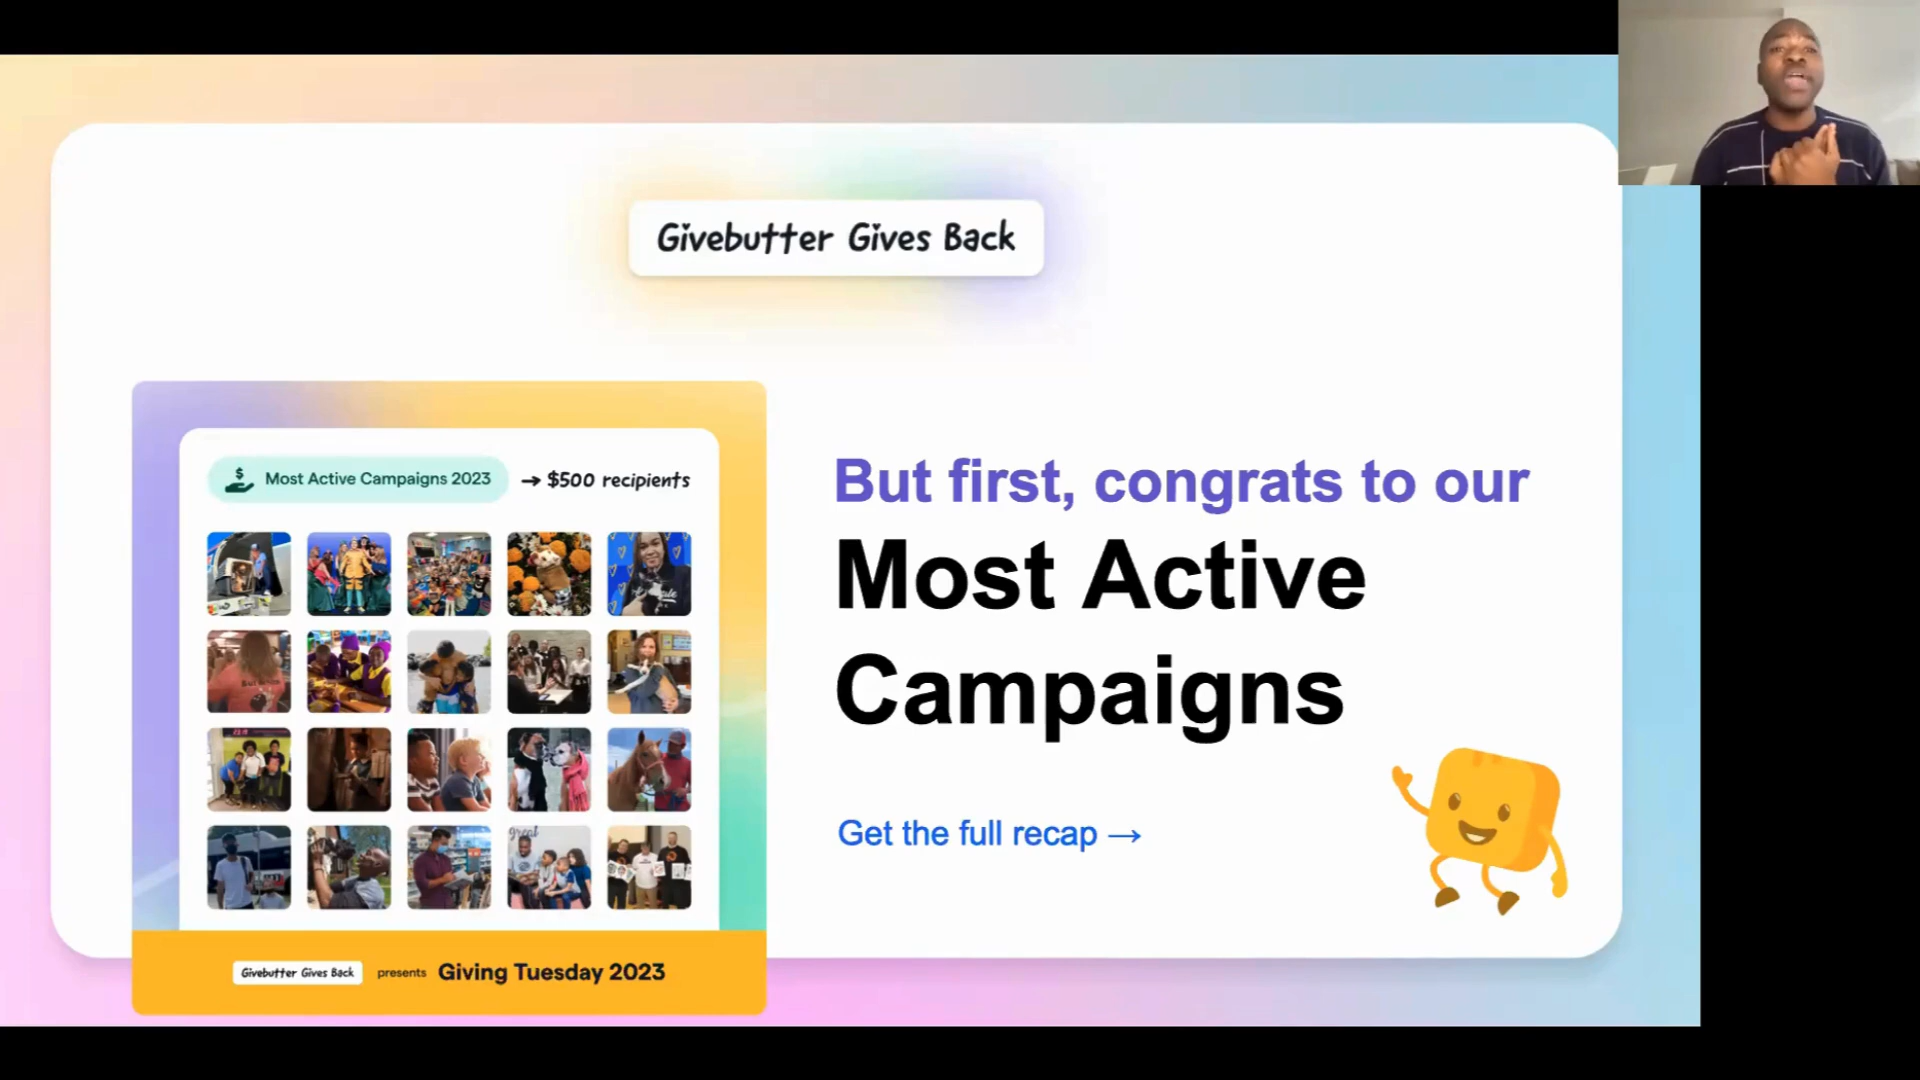 Givebutter Gives Back
Most Active Campaigns 2023 → $500 recipients
great
Givebutter Gives Back presents Giving Tuesday 2023
But first, congrats to our
Most Active
Campaigns
Get the full recap →